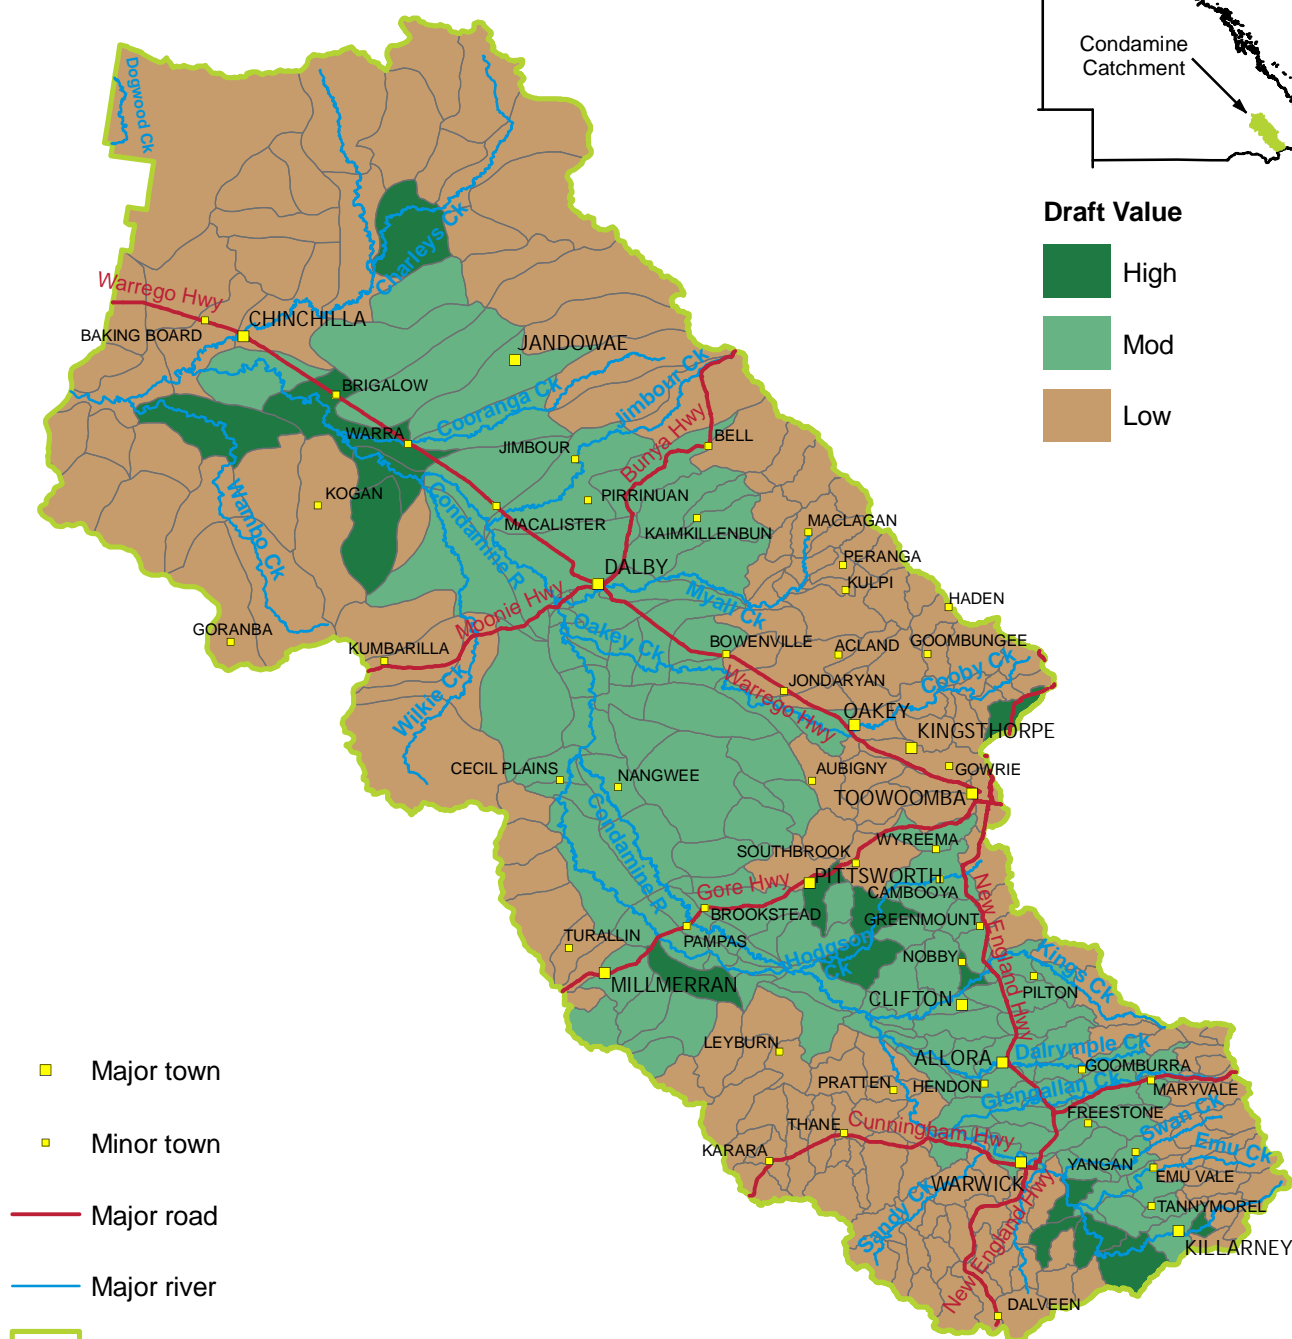 Condamine
Catchment
Draft Value
High
Mod
Low
Dogwood Ck
Charleys Ck
Warrego Hwy
CHINCHILLA
BAKING BOARD
JANDOWAE
BRIGALOW
Cooranga Ck
Jimbour Ck
Bunya Hwy
WARRA
JIMBOUR
BELL
KOGAN
Wambo Ck
Condamine R
PIRRINUAN
MACALISTER
KAIMKILLENBUN
MACLAGAN
PERANGA
KULPI
DALBY
Myall Ck
HADEN
Moonie Hwy
Oakey Ck
GORANBA
KUMBARILLA
BOWENVILLE
ACLAND
GOOMBUNGEE
Cooby Ck
JONDARYAN
Wilkie Ck
Warrego Hwy
OAKEY
KINGSTHORPE
CECIL PLAINS
NANGWEE
AUBIGNY
GOWRIE
TOOWOOMBA
Condamine R
WYREEMA
SOUTHBROOK
PITTSWORTH
Gore Hwy
CAMBOOYA
BROOKSTEAD
GREENMOUNT
New England Hwy
TURALLIN
PAMPAS
Hodgson
Ck
NOBBY
Kings Ck
MILLMERRAN
CLIFTON
PILTON
LEYBURN
ALLORA
Dalrymple Ck
GOOMBURRA
PRATTEN
HENDON
Glengallan Ck
MARYVALE
THANE
Cunningham Hwy
FREESTONE
Swan Ck
KARARA
Emu Ck
YANGAN
EMU VALE
WARWICK
Sandy Ck
New England Hwy
TANNYMOREL
KILLARNEY
DALVEEN
Major town
Minor town
Major road
Major river